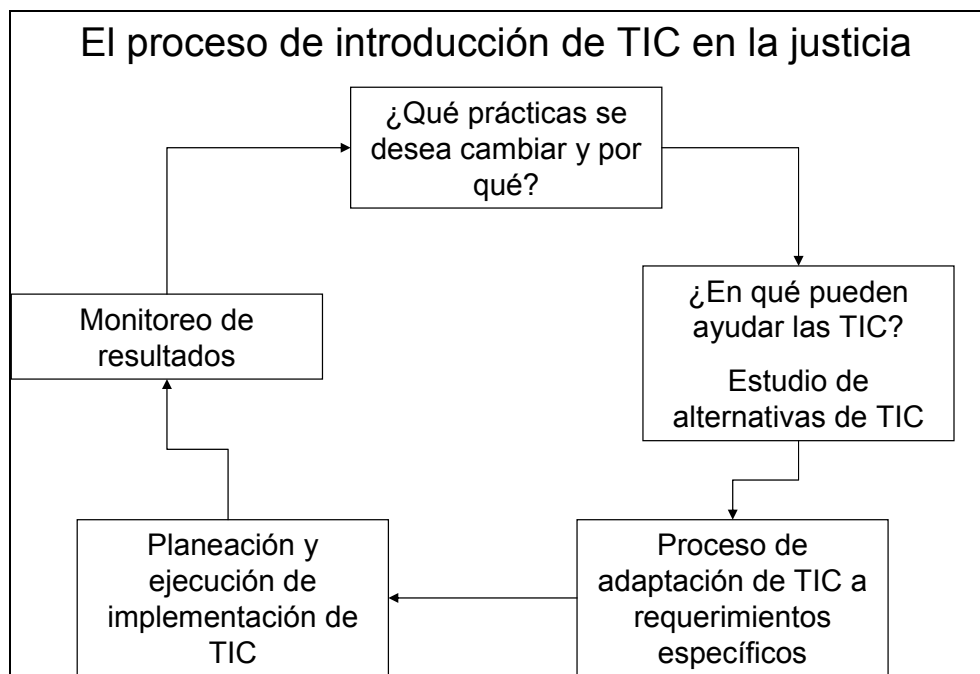 El proceso de introducción de TIC en la justicia
¿Qué prácticas se
desea cambiar y por
qué?
¿En qué pueden
ayudar las TIC?
Estudio de
alternativas de TIC
Proceso de
adaptación de TIC a
requerimientos
específicos
Planeación y
ejecución de
implementación de
TIC
Monitoreo de
resultados